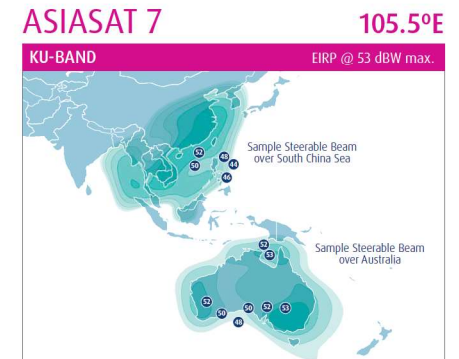 ASIASAT 7
105.5ºE
KU-BAND
EIRP @ 53 dBW max.
Sample Steerable Beam
over South China Sea
52
48
50
44
46
Sample Steerable Beam
over Australia
52
53
52
50
50
52
53
48